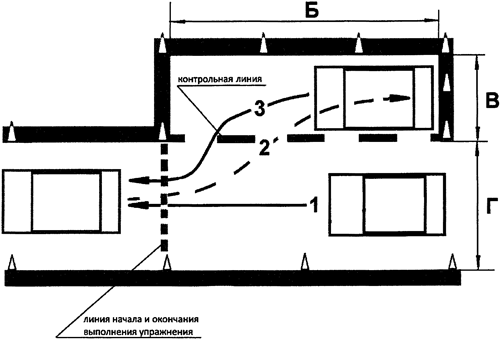 Б
контрольная линия
3
В
2
1
Г
линия начала и окончания
выполнения упражнения